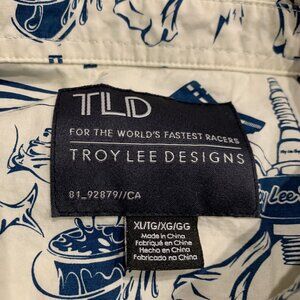 TLD
FOR THE WORLD'S FASTEST RACERS
TROY LEE DESIGNS
81_92879//CA
XL/TG/XG/GG
Made in China
Fabriqué en Chine
Hecho en China
Fabricado na China
Lee